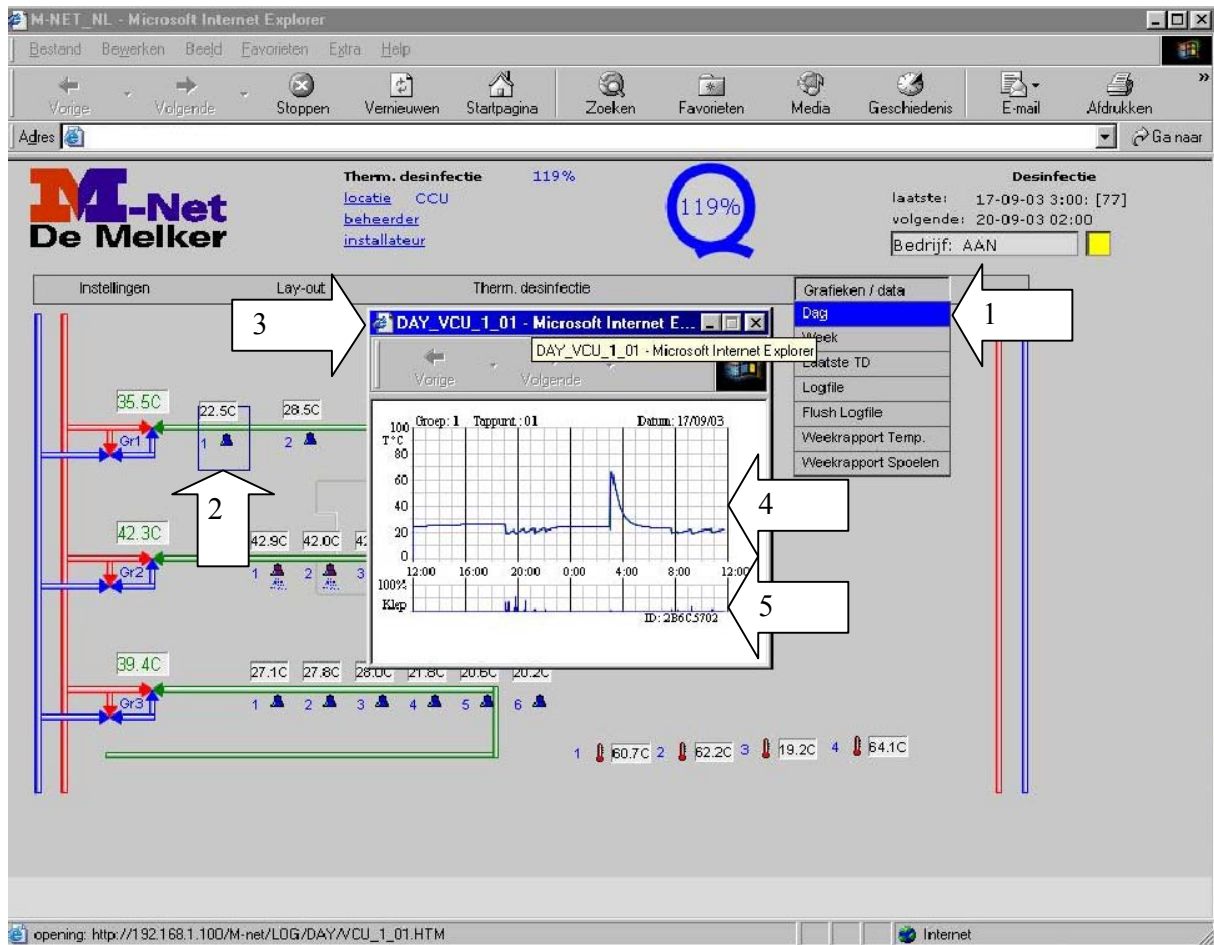 M-NET_NL - Microsoft Internet Explorer
Bestand Bewerken Beeld Favorieten Extra Help
Vorige Volgende Stoppen Vernieuwen Startpagina Zoeken Favorieten Media Geschiedenis E-mail Afdrukken »
Adres Ga naar
M-Net
De Melker
Therm. desinfectie 119%
locatie CCU
beheerder
installateur
119%
Desinfectie
laatste: 17-09-03 3:00: [77]
volgende: 20-09-03 02:00
Bedrijf: AAN
Instellingen Lay-out Therm. desinfectie Grafieken / data
Dag
Week
Laatste TD
Logfile
Flush Logfile
Weekrapport Temp.
Weekrapport Spoelen
1
2
3
4
5
DAY_VCU_1_01 - Microsoft Internet E...
DAY_VCU_1_01 - Microsoft Internet Explorer
Vorige Volgende
Groep: 1 Tappunt : 01 Datum: 17/09/03
100
T°C
80
60
40
20
0
12:00 16:00 20:00 0:00 4:00 8:00 12:00
100%
Klep
ID: 2B6C5702
35.5C 22.5C 28.5C
Gr1 1 2
42.3C 42.9C 42.0C
Gr2 1 2 3
39.4C 27.1C 27.8C 28.0C 21.8C 20.6C 20.2C
Gr3 1 2 3 4 5 6
1 60.7C 2 62.2C 3 19.2C 4 64.1C
opening: http://192.168.1.100/M-net/LOG/DAY/VCU_1_01.HTM Internet